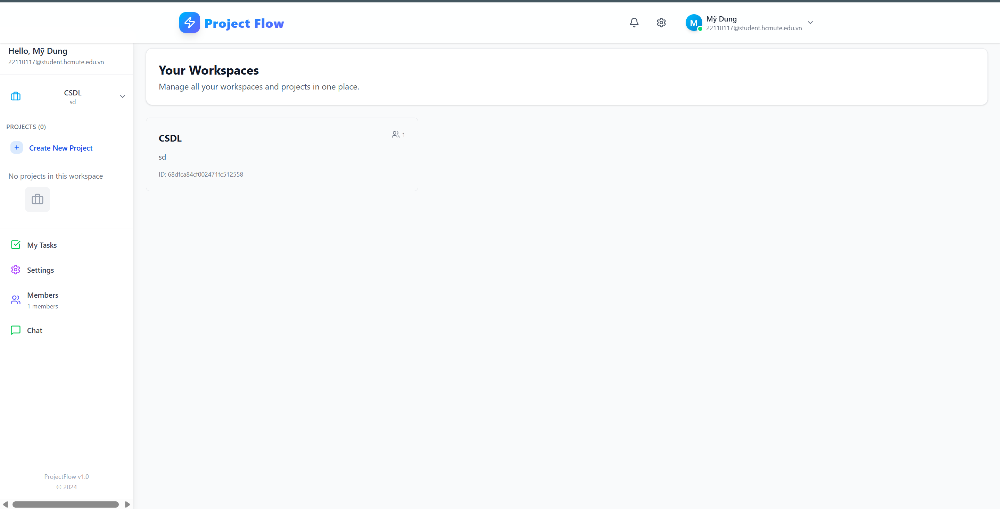 Project Flow
M
Mỹ Dung
22110117@student.hcmute.edu.vn
Hello, Mỹ Dung
22110117@student.hcmute.edu.vn
CSDL
sd
PROJECTS (0)
+ Create New Project
No projects in this workspace
My Tasks
Settings
Members
1 members
Chat
ProjectFlow v1.0
© 2024
Your Workspaces
Manage all your workspaces and projects in one place.
CSDL
1
sd
ID: 68dfca84cf002471fc512558